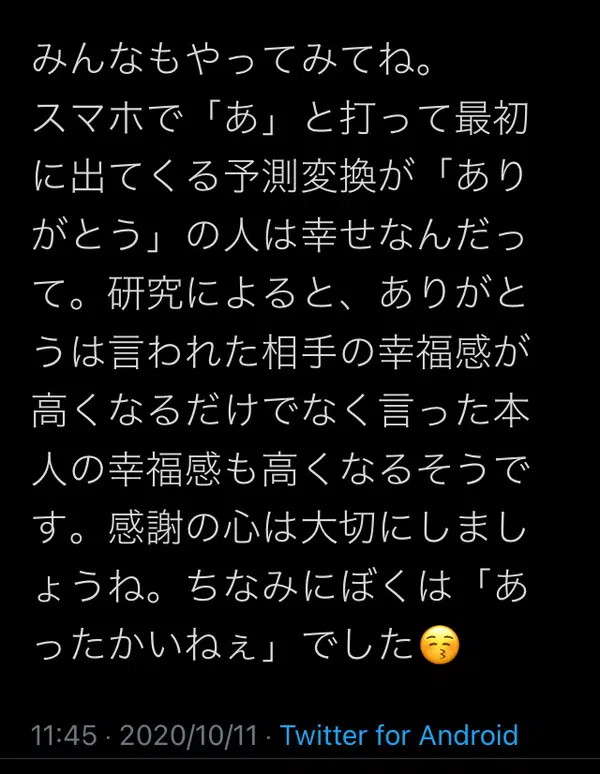 みんなもやってみてね。
スマホで「あ」と打って最初
に出てくる予測変換が「あり
がとう」の人は幸せなんだっ
て。研究によると、ありがと
うは言われた相手の幸福感が
高くなるだけでなく言った本
人の幸福感も高くなるそうで
す。感謝の心は大切にしまし
ょうね。ちなみにぼくは「あ
ったかいねぇ」でした😚
11:45 · 2020/10/11 · Twitter for Android